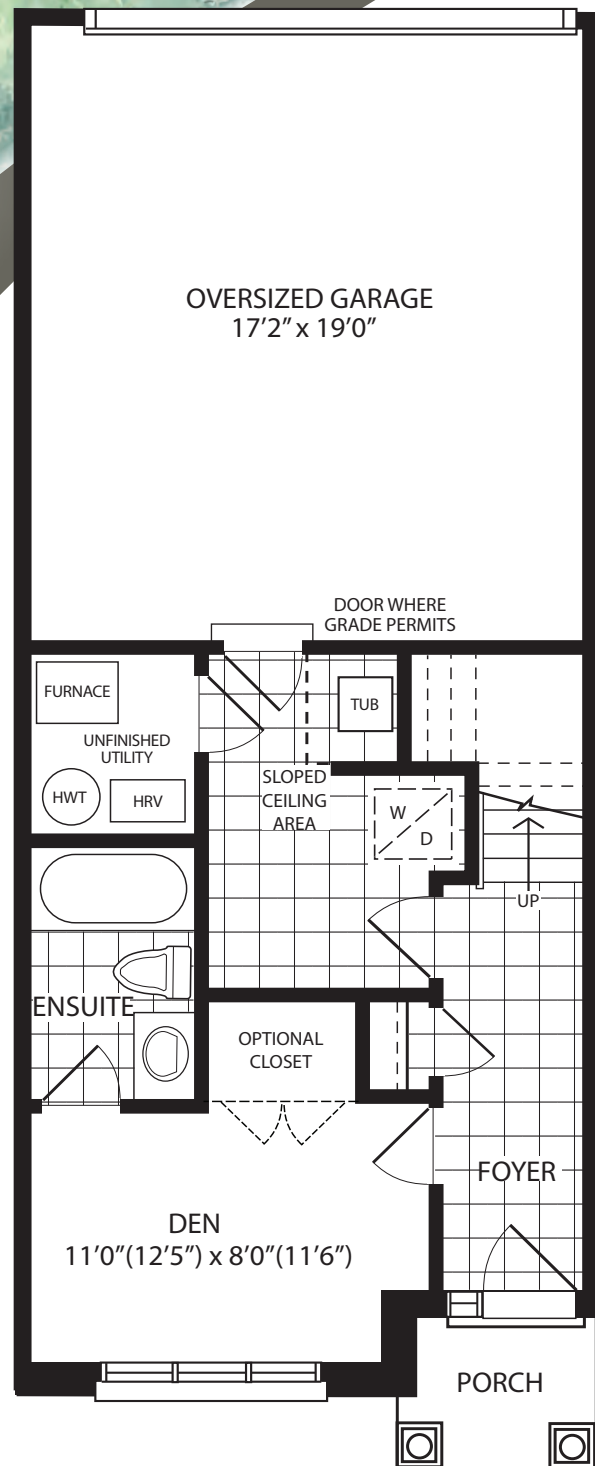 OVERSIZED GARAGE
17’2” x 19’0”
DOOR WHERE
GRADE PERMITS
FURNACE
TUB
UNFINISHED
UTILITY
HWT
HRV
SLOPED
CEILING
AREA
W
D
UP
ENSUITE
OPTIONAL
CLOSET
FOYER
DEN
11’0”(12’5”) x 8’0”(11’6”)
PORCH